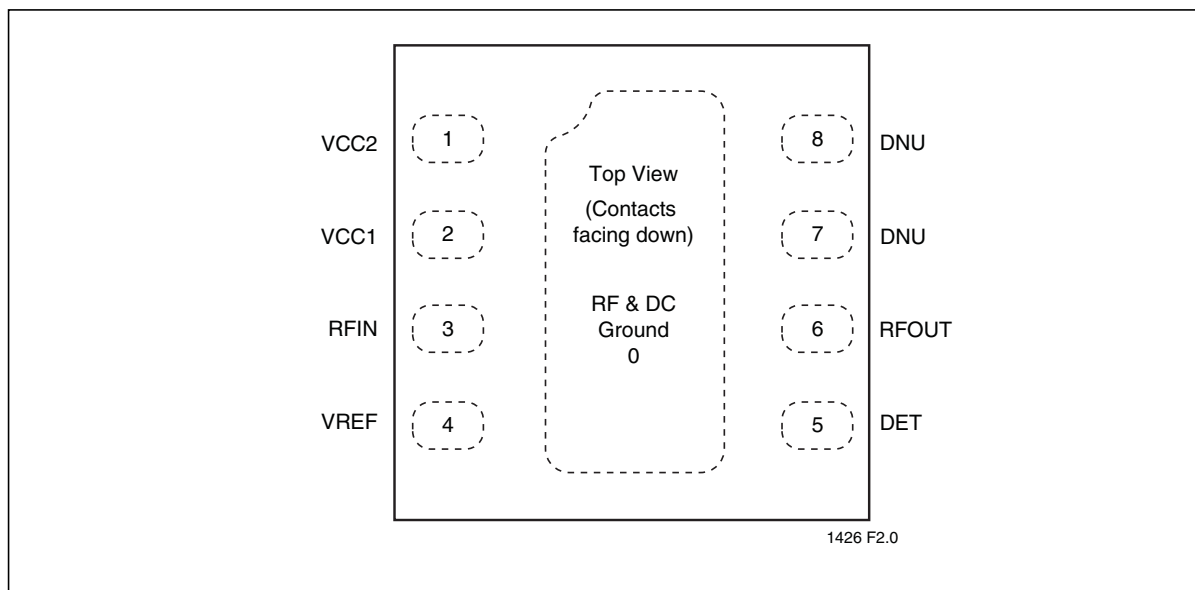 VCC2
1
8
DNU
Top View
(Contacts
facing down)
VCC1
2
7
DNU
RF & DC
Ground
0
RFIN
3
6
RFOUT
VREF
4
5
DET
1426 F2.0